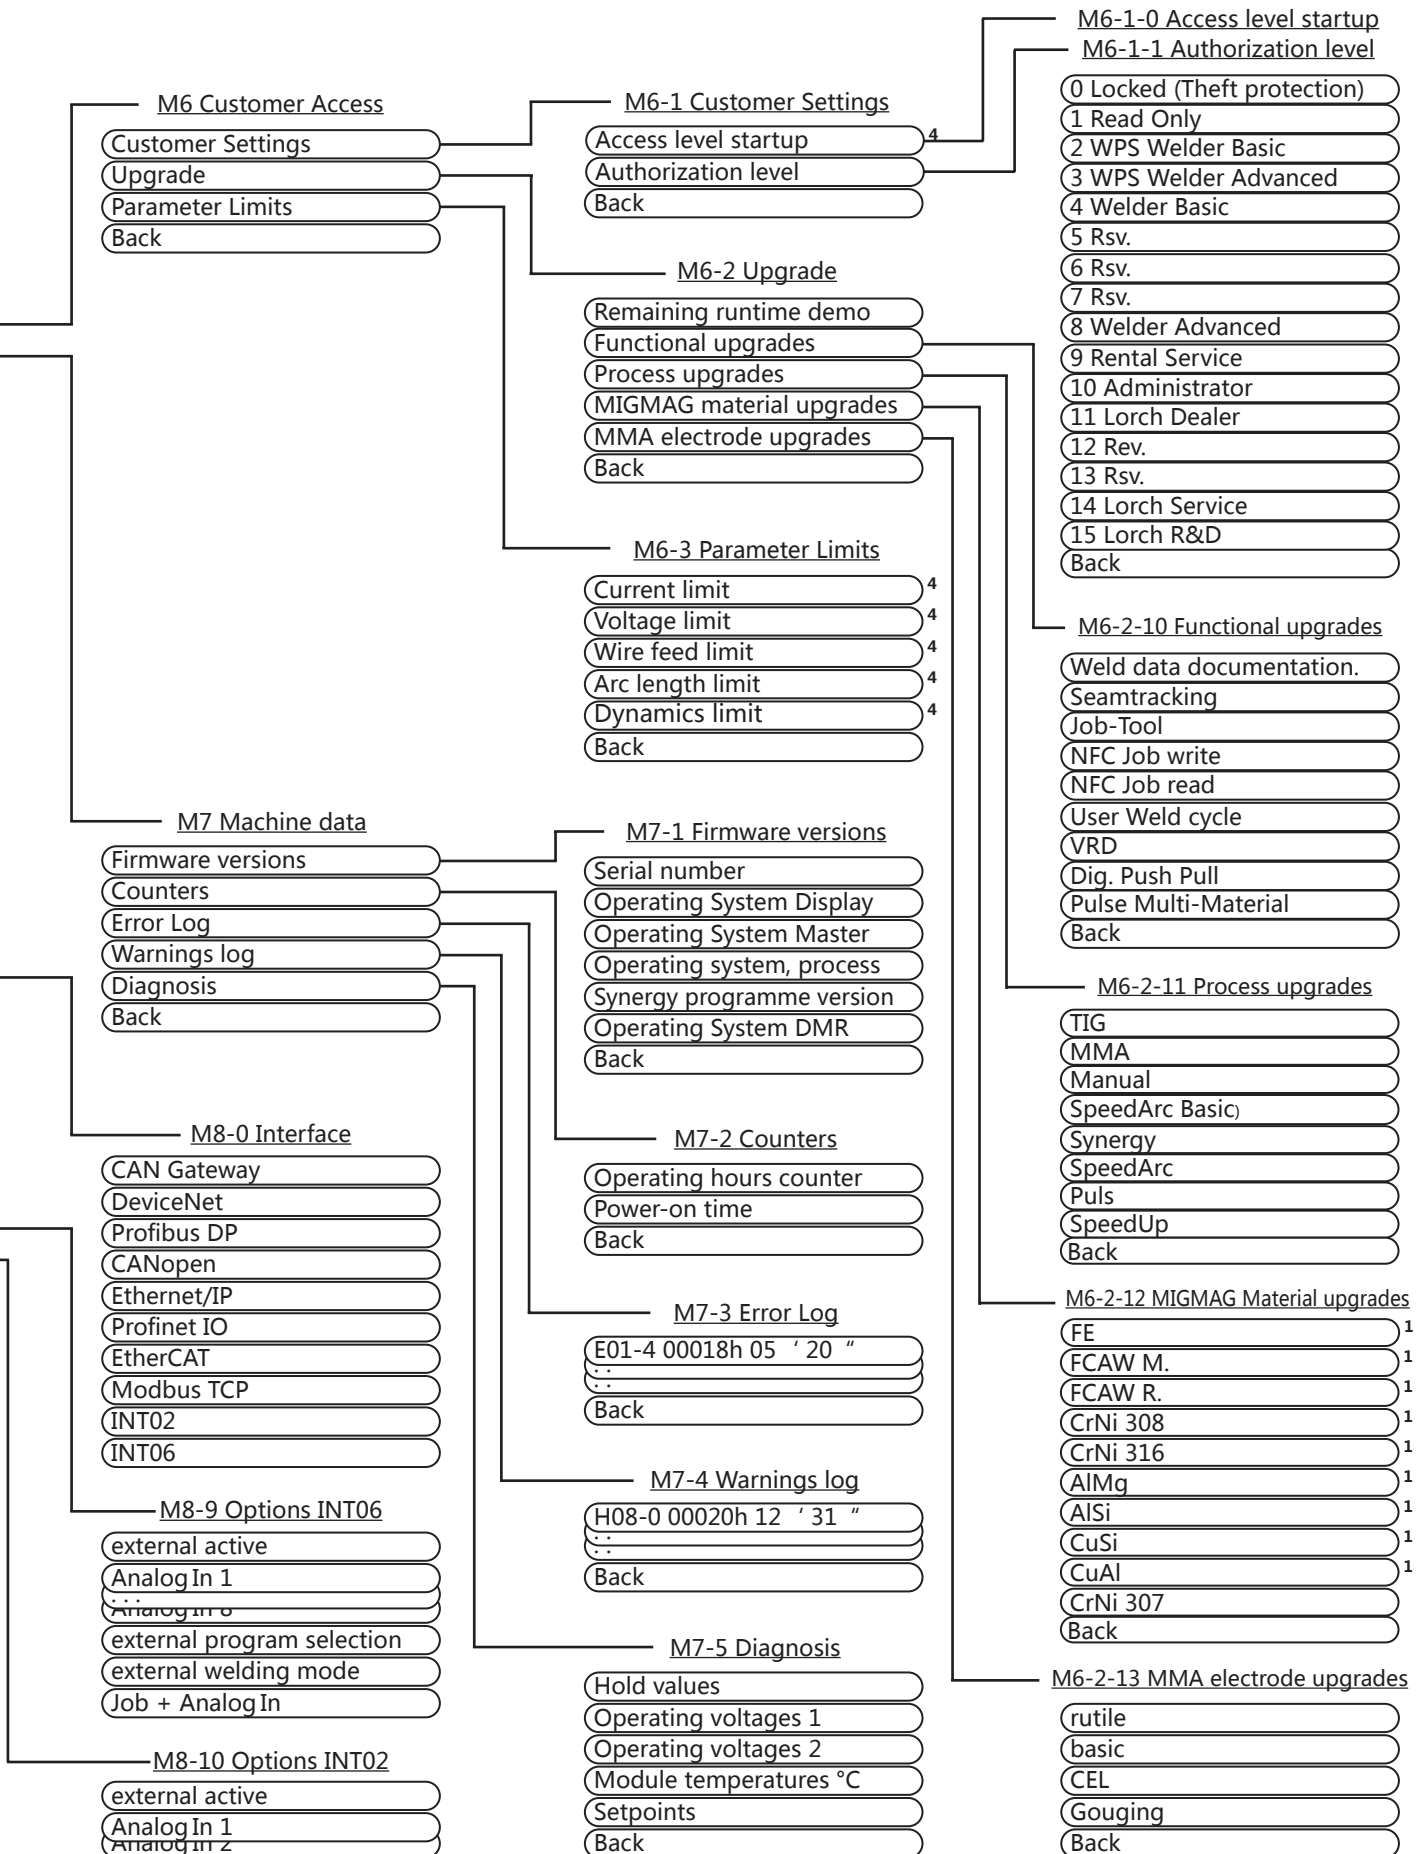 M6 Customer Access
Customer Settings
Upgrade
Parameter Limits
Back
M7 Machine data
Firmware versions
Counters
Error Log
Warnings log
Diagnosis
Back
M8-0 Interface
CAN Gateway
DeviceNet
Profibus DP
CANopen
Ethernet/IP
Profinet IO
EtherCAT
Modbus TCP
INT02
INT06
M8-9 Options INT06
external active
Analog In 1
. . .
Analog In 8
external program selection
external welding mode
Job + Analog In
M8-10 Options INT02
external active
Analog In 1
Analog In 2
M6-1 Customer Settings
Access level startup 4
Authorization level
Back
M6-2 Upgrade
Remaining runtime demo
Functional upgrades
Process upgrades
MIGMAG material upgrades
MMA electrode upgrades
Back
M6-3 Parameter Limits
Current limit 4
Voltage limit 4
Wire feed limit 4
Arc length limit 4
Dynamics limit 4
Back
M7-1 Firmware versions
Serial number
Operating System Display
Operating System Master
Operating system, process
Synergy programme version
Operating System DMR
Back
M7-2 Counters
Operating hours counter
Power-on time
Back
M7-3 Error Log
E01-4 00018h 05 ‘ 20 “
. .
. .
Back
M7-4 Warnings log
H08-0 00020h 12 ‘ 31 “
. .
. .
Back
M7-5 Diagnosis
Hold values
Operating voltages 1
Operating voltages 2
Module temperatures °C
Setpoints
Back
M6-1-0 Access level startup
M6-1-1 Authorization level
0 Locked (Theft protection)
1 Read Only
2 WPS Welder Basic
3 WPS Welder Advanced
4 Welder Basic
5 Rsv.
6 Rsv.
7 Rsv.
8 Welder Advanced
9 Rental Service
10 Administrator
11 Lorch Dealer
12 Rev.
13 Rsv.
14 Lorch Service
15 Lorch R&D
Back
M6-2-10 Functional upgrades
Weld data documentation.
Seamtracking
Job-Tool
NFC Job write
NFC Job read
User Weld cycle
VRD
Dig. Push Pull
Pulse Multi-Material
Back
M6-2-11 Process upgrades
TIG
MMA
Manual
SpeedArc Basic)
Synergy
SpeedArc
Puls
SpeedUp
Back
M6-2-12 MIGMAG Material upgrades
FE 1
FCAW M. 1
FCAW R. 1
CrNi 308 1
CrNi 316 1
AlMg 1
AlSi 1
CuSi 1
CuAl 1
CrNi 307
Back
M6-2-13 MMA electrode upgrades
rutile
basic
CEL
Gouging
Back